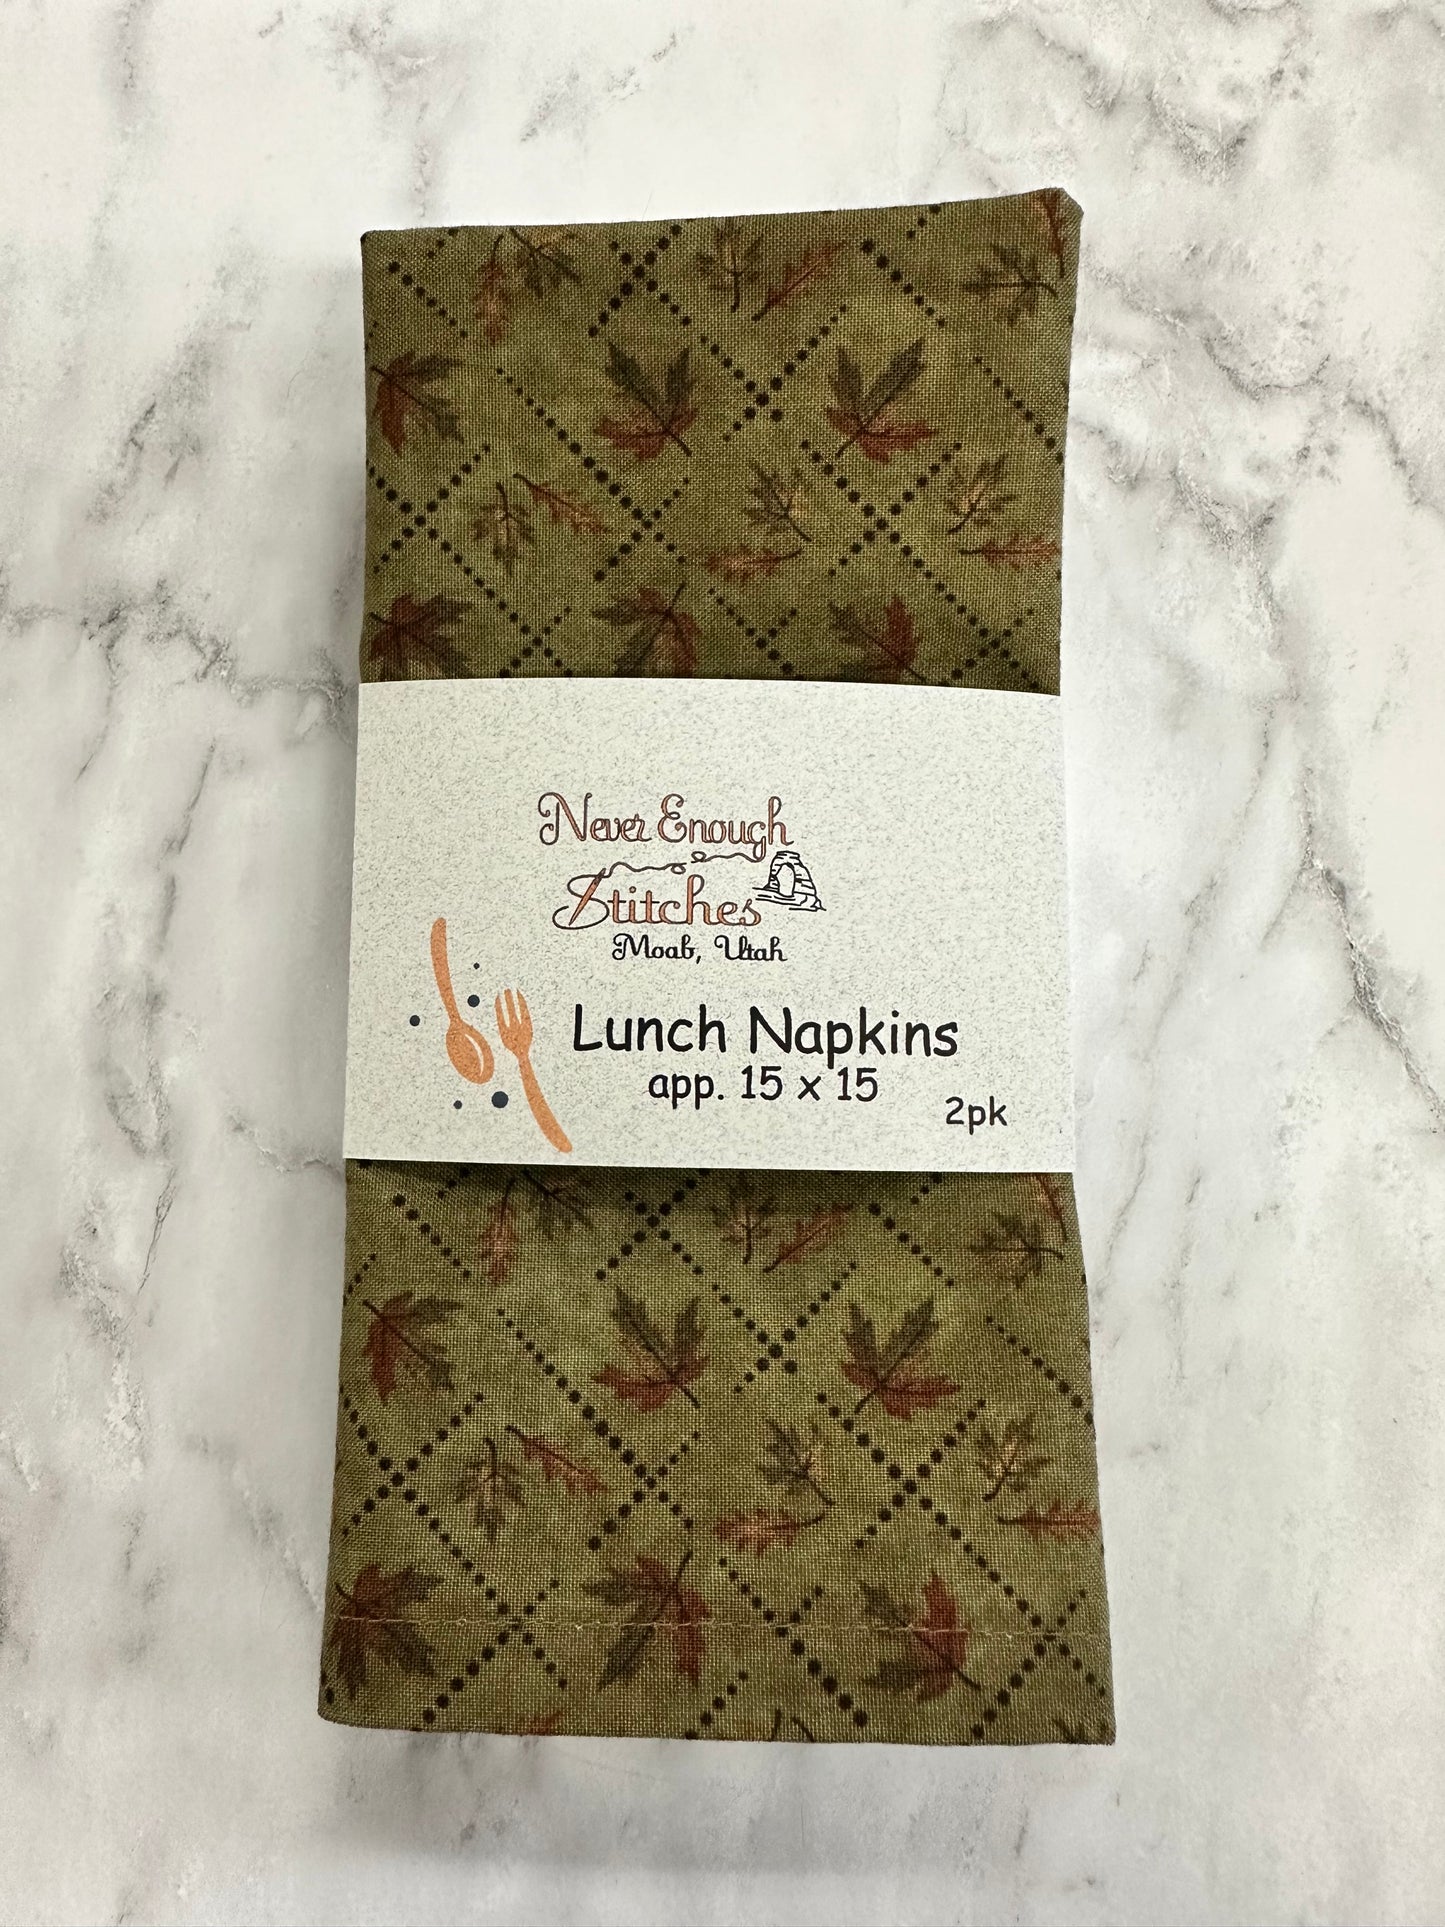 Never Enough
Stitches
Moab, Utah
Lunch Napkins
app. 15 x 15
2pk